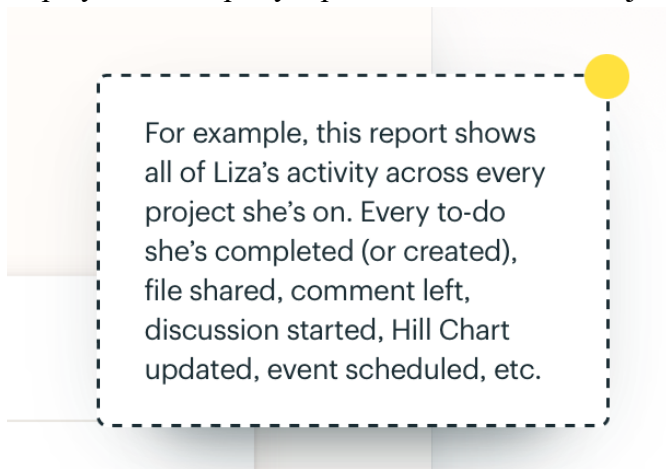 For example, this report shows
all of Liza’s activity across every
project she’s on. Every to-do
she’s completed (or created),
file shared, comment left,
discussion started, Hill Chart
updated, event scheduled, etc.